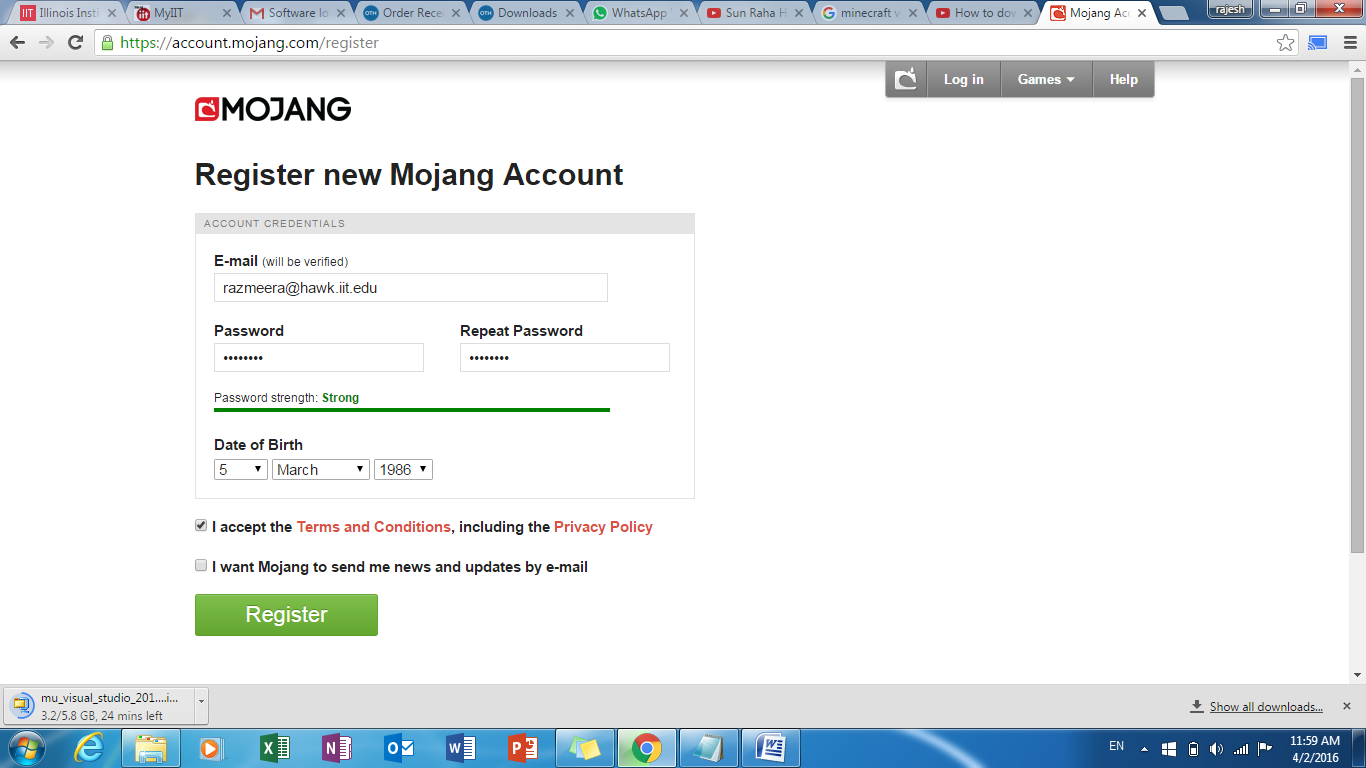 Illinois Insti
MyIIT
Software lo
Order Rece
Downloads
WhatsApp
Sun Raha H
minecraft v
How to dow
Mojang Acc
rajesh
https://account.mojang.com/register
Log in
Games
Help
MOJANG
Register new Mojang Account
ACCOUNT CREDENTIALS
E-mail (will be verified)
razmeera@hawk.iit.edu
Password Repeat Password
•••••••• ••••••••
Password strength: Strong
Date of Birth
5 March 1986
I accept the Terms and Conditions, including the Privacy Policy
I want Mojang to send me news and updates by e-mail
Register
mu_visual_studio_201....i...
3.2/5.8 GB, 24 mins left
Show all downloads...
EN
11:59 AM
4/2/2016